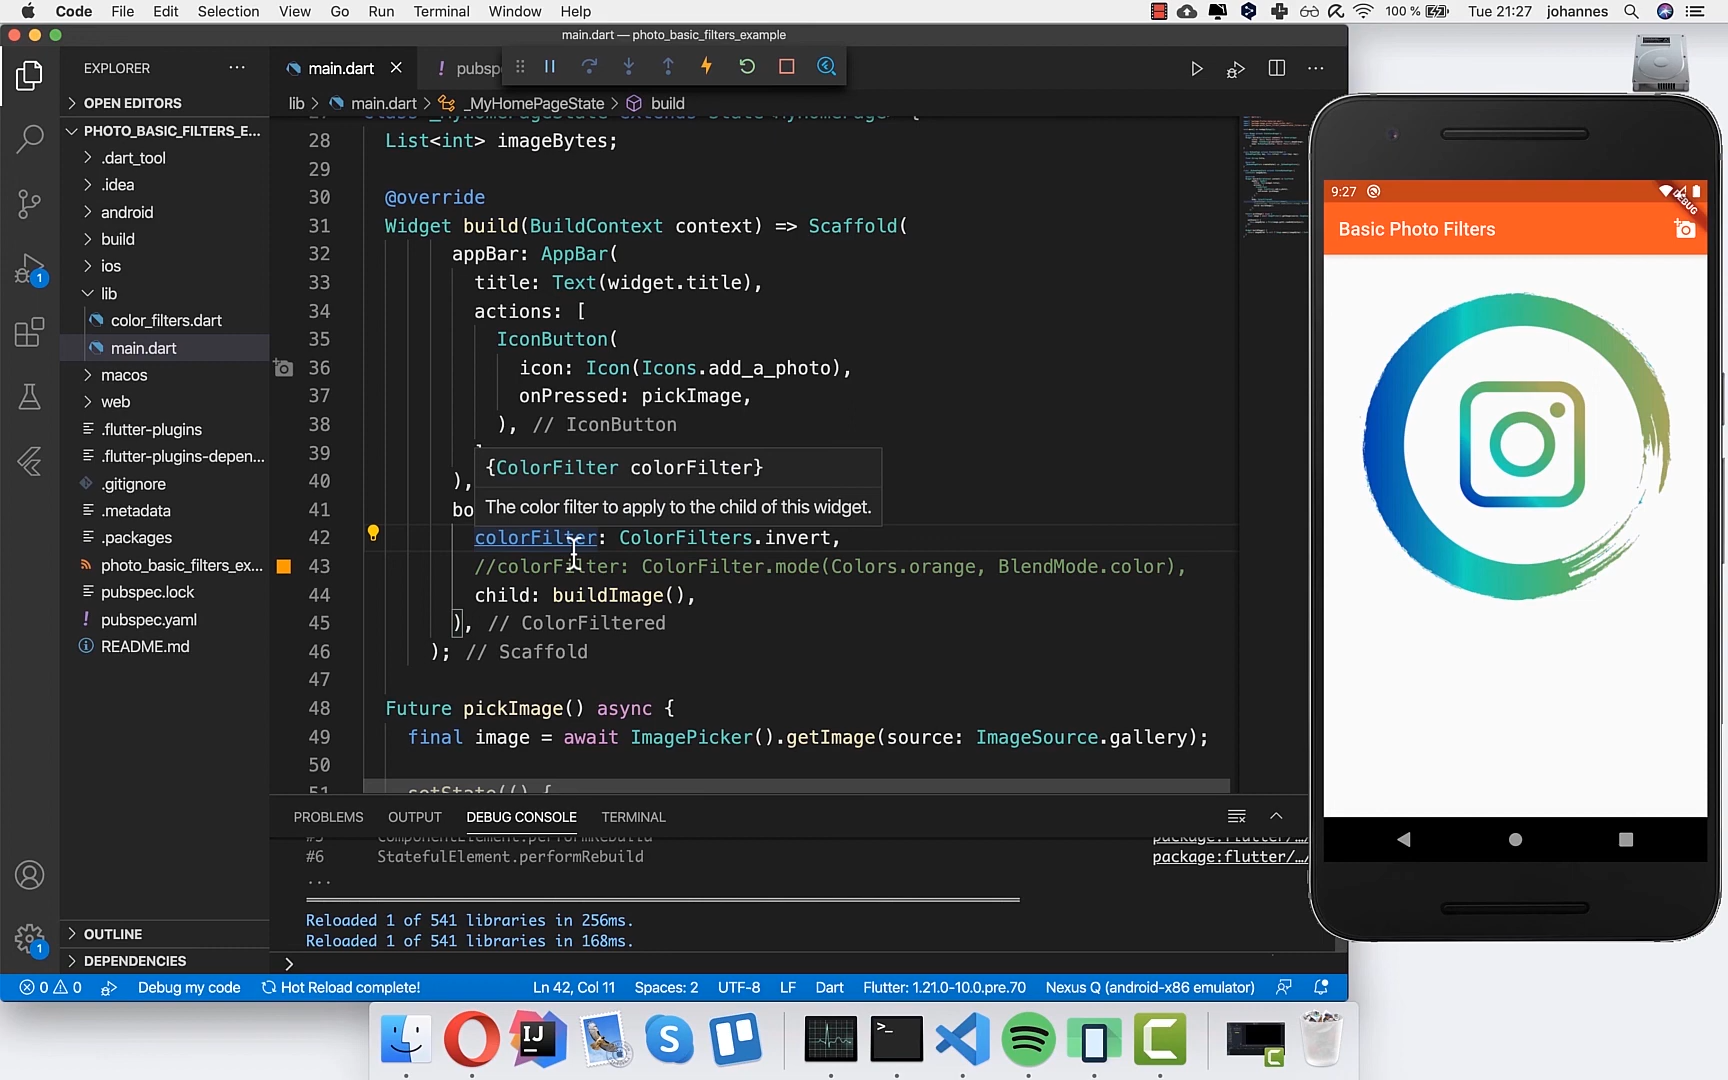 Code File Edit Selection View Go Run Terminal Window Help
100 % Tue 21:27 johannes
main.dart — photo_basic_filters_example
EXPLORER
OPEN EDITORS
PHOTO_BASIC_FILTERS_E...
.dart_tool
.idea
android
build
ios
lib
color_filters.dart
main.dart
macos
web
.flutter-plugins
.flutter-plugins-depen...
.gitignore
.metadata
.packages
photo_basic_filters_ex...
pubspec.lock
! pubspec.yaml
README.md
OUTLINE
DEPENDENCIES
1
1
main.dart
! pubsp
lib > main.dart > _MyHomePageState > build
28 List<int> imageBytes;
29
30 @override
31 Widget build(BuildContext context) => Scaffold(
32 appBar: AppBar(
33 title: Text(widget.title),
34 actions: [
35 IconButton(
36 icon: Icon(Icons.add_a_photo),
37 onPressed: pickImage,
38 ), // IconButton
39
{ColorFilter colorFilter}
40 ),
The color filter to apply to the child of this widget.
41 bo
42 colorFilter: ColorFilters.invert,
43 //colorFilter: ColorFilter.mode(Colors.orange, BlendMode.color),
44 child: buildImage(),
45 ), // ColorFiltered
46 ); // Scaffold
47
48 Future pickImage() async {
49 final image = await ImagePicker().getImage(source: ImageSource.gallery);
50
51 setState(() {
PROBLEMS OUTPUT DEBUG CONSOLE TERMINAL
#5 ComponentElement.performRebuild package:flutter/…/
#6 StatefulElement.performRebuild package:flutter/…/
...
Reloaded 1 of 541 libraries in 256ms.
Reloaded 1 of 541 libraries in 168ms.
0 0 Debug my code Hot Reload complete! Ln 42, Col 11 Spaces: 2 UTF-8 LF Dart Flutter: 1.21.0-10.0.pre.70 Nexus Q (android-x86 emulator)
9:27
DEBUG
Basic Photo Filters
IJ
S
>_
C
C